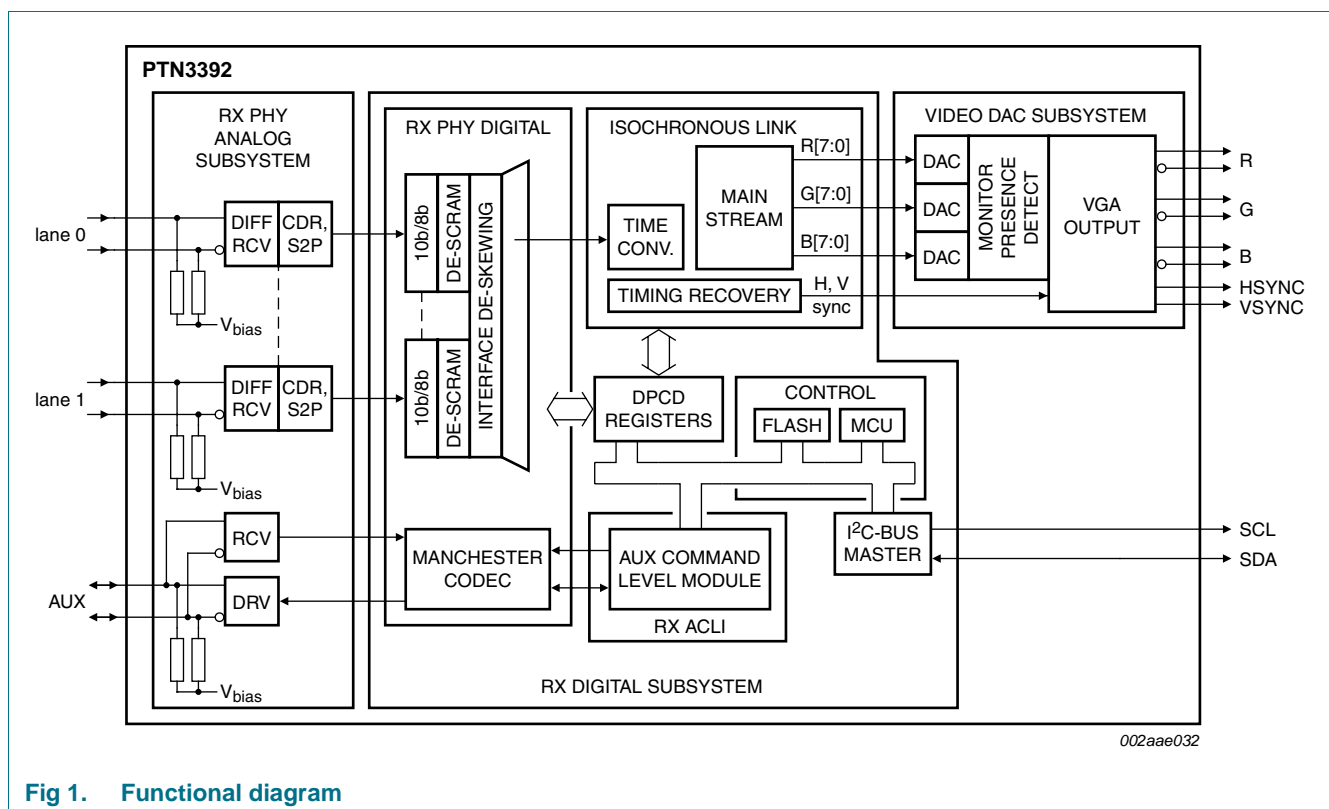 PTN3392
RX PHY
ANALOG
SUBSYSTEM
lane 0
DIFF
RCV
CDR,
S2P
Vbias
lane 1
DIFF
RCV
CDR,
S2P
Vbias
AUX
RCV
DRV
Vbias
RX PHY DIGITAL
10b/8b
DE-SCRAM
10b/8b
DE-SCRAM
INTERFACE DE-SKEWING
MANCHESTER
CODEC
ISOCHRONOUS LINK
TIME
CONV.
MAIN
STREAM
R[7:0]
G[7:0]
B[7:0]
TIMING RECOVERY
H, V
sync
DPCD
REGISTERS
CONTROL
FLASH
MCU
AUX COMMAND
LEVEL MODULE
RX ACLI
I2C-BUS
MASTER
RX DIGITAL SUBSYSTEM
VIDEO DAC SUBSYSTEM
DAC
DAC
DAC
MONITOR
PRESENCE
DETECT
VGA
OUTPUT
R
G
B
HSYNC
VSYNC
SCL
SDA
002aae032
Fig 1. Functional diagram